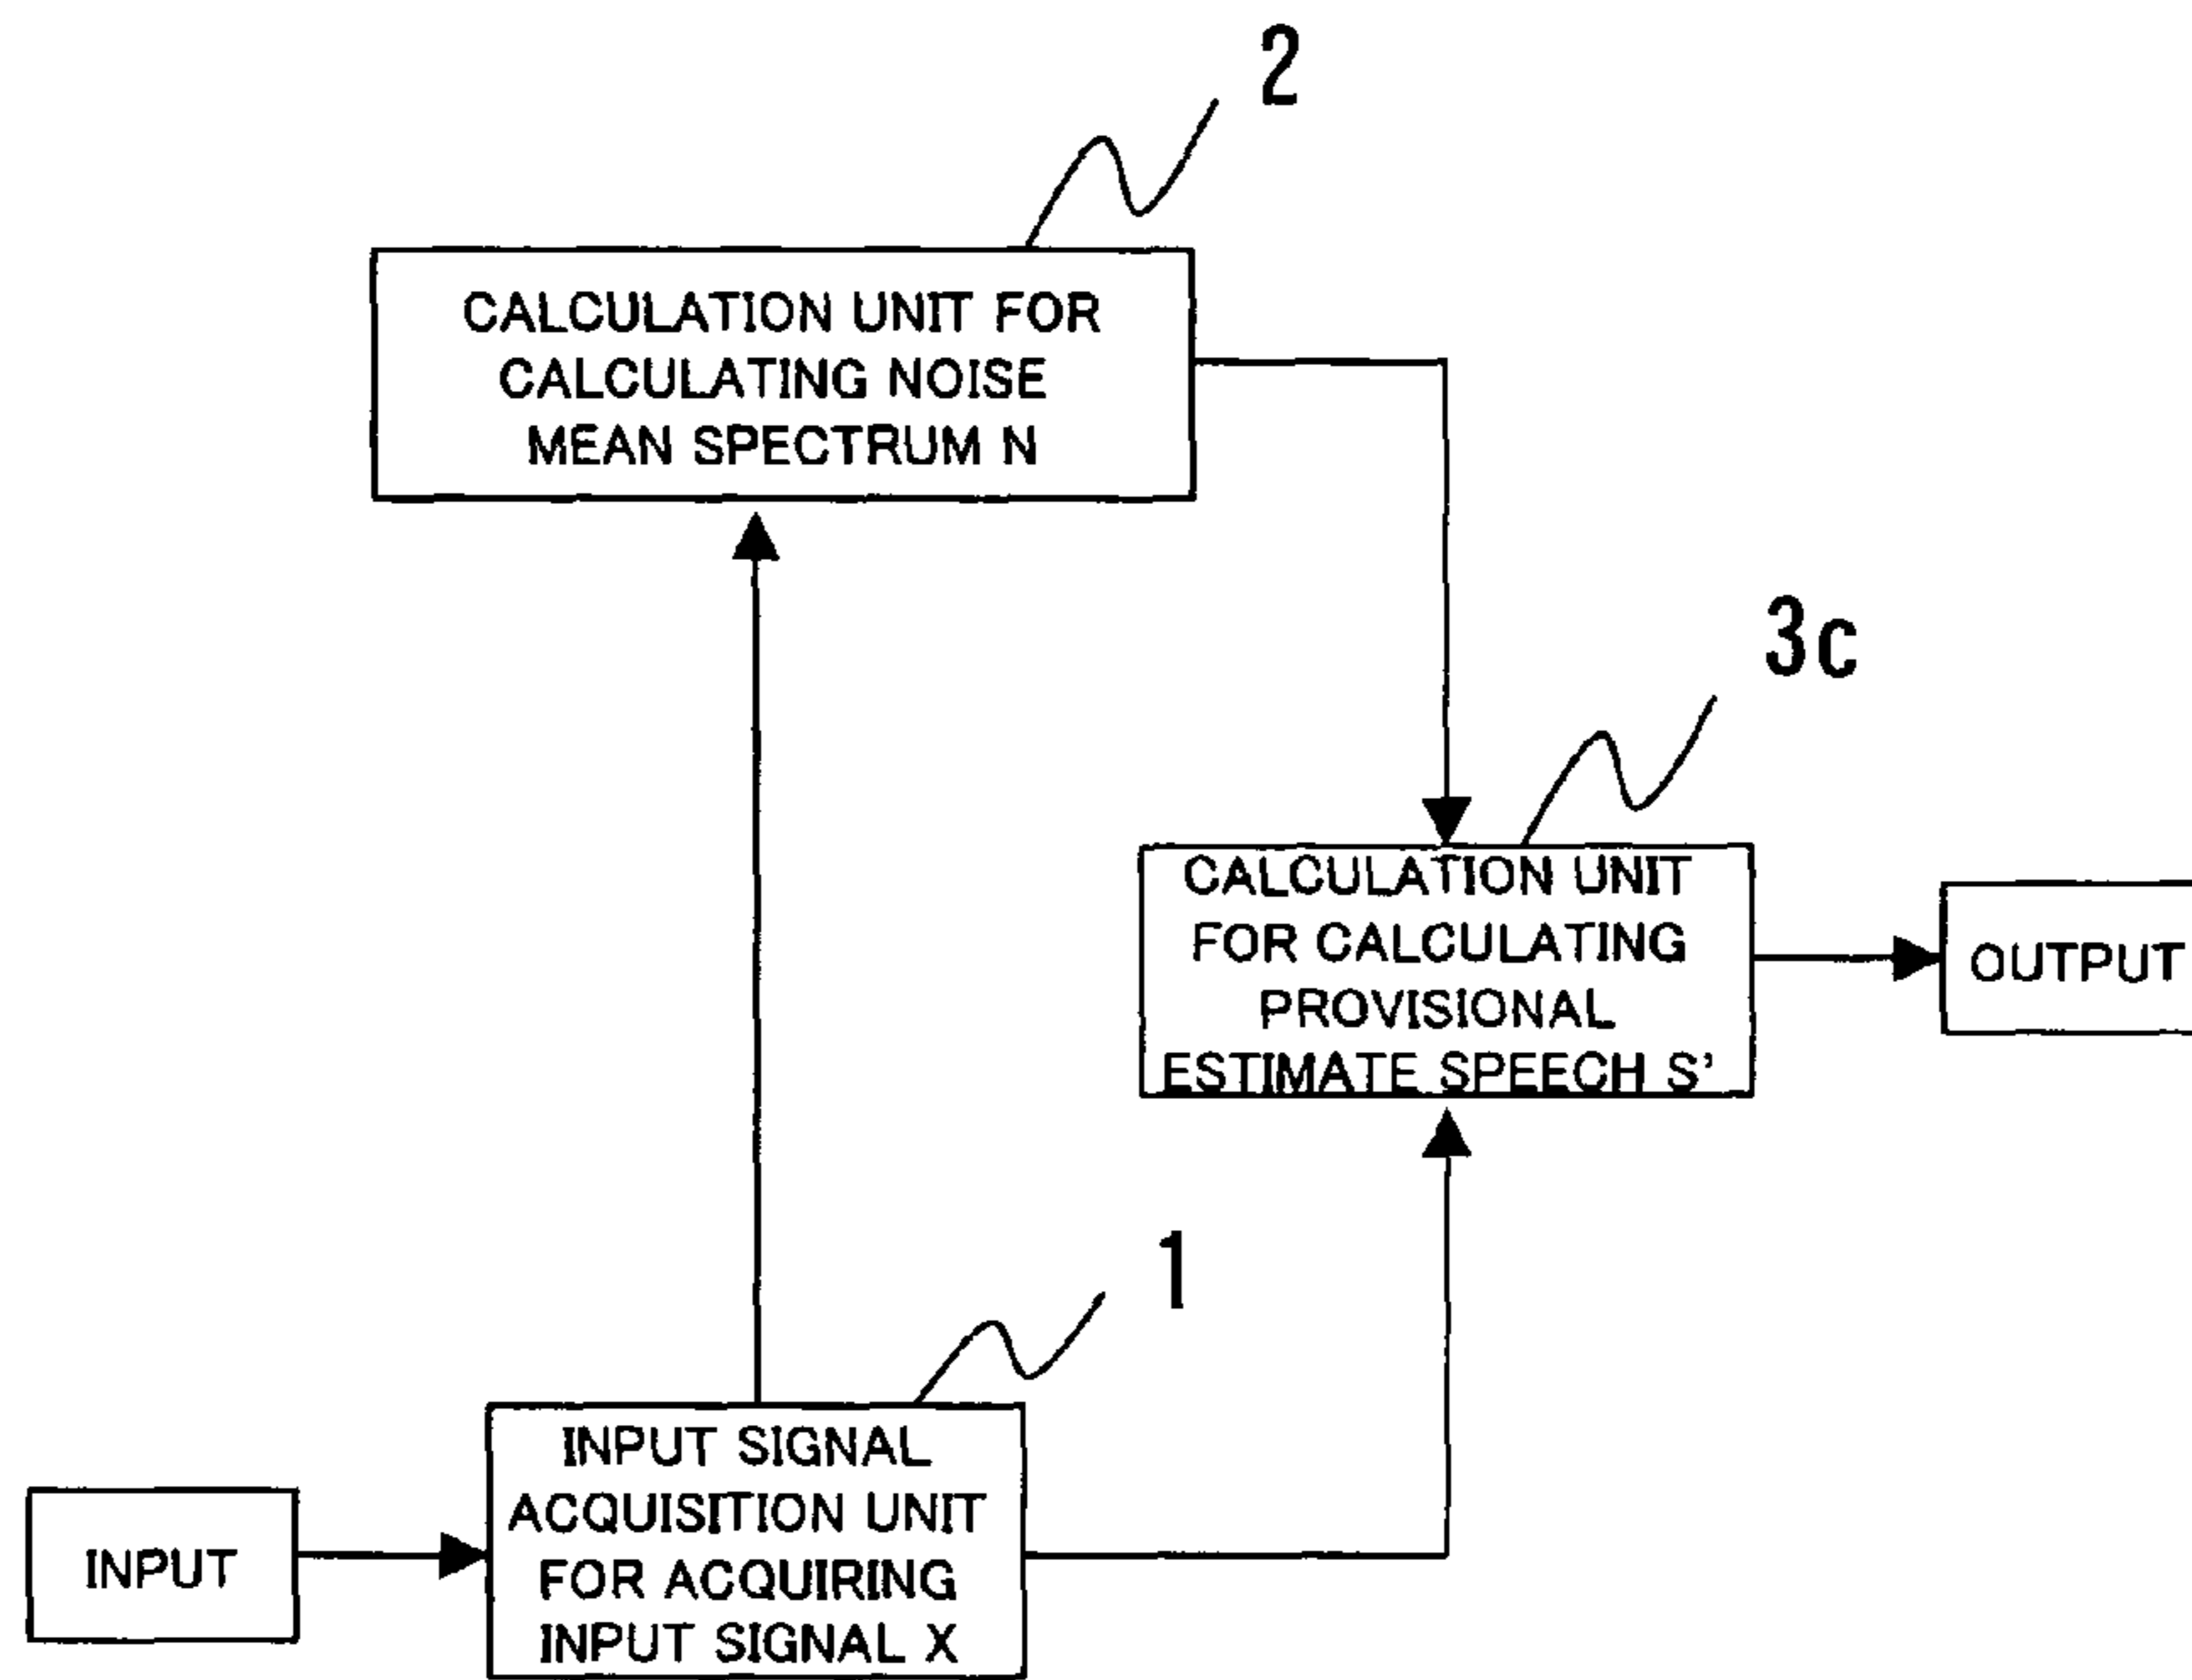 2
CALCULATION UNIT FOR
CALCULATING NOISE
MEAN SPECTRUM N
3c
CALCULATION UNIT
FOR CALCULATING
PROVISIONAL
ESTIMATE SPEECH S'
OUTPUT
1
INPUT SIGNAL
ACQUISITION UNIT
FOR ACQUIRING
INPUT SIGNAL X
INPUT